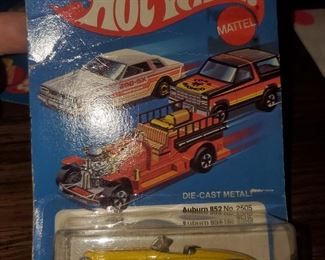 HOT WHEELS
MATTEL
DIE-CAST METAL
Auburn 852 No. 2505